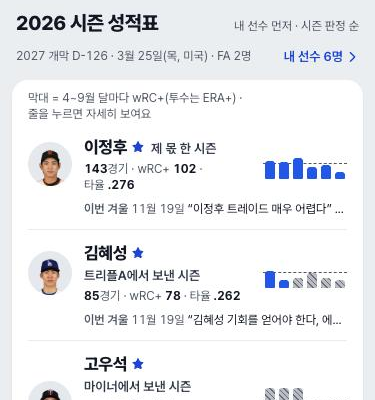 2026 시즌 성적표
내 선수 먼저 · 시즌 판정 순
2027 개막 D-126 · 3월 25일(목, 미국) · FA 2명
내 선수 6명 >
막대 = 4~9월 달마다 wRC+(투수는 ERA+) ·
줄을 누르면 자세히 보여요
이정후 ★ 제 몫 한 시즌
143경기 · wRC+ 102 ·
타율 .276
이번 겨울 11월 19일 “이정후 트레이드 매우 어렵다” ...
김혜성 ★
트리플A에서 보낸 시즌
85경기 · wRC+ 78 · 타율 .262
이번 겨울 11월 19일 “김혜성 기회를 얻어야 한다, 에...
고우석 ★
마이너에서 보낸 시즌